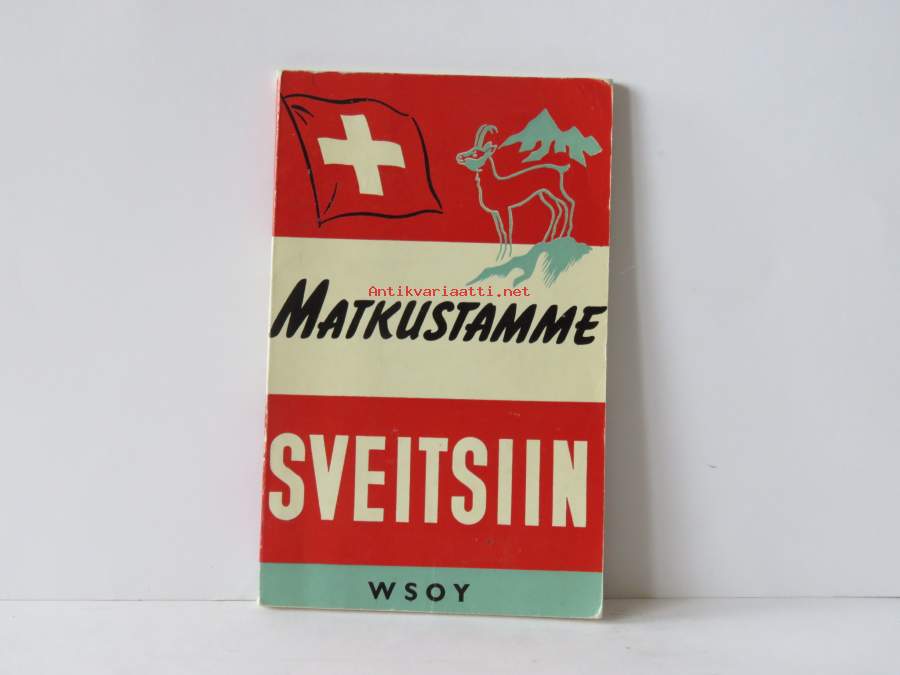 Antikvariaatti.net
MATKUSTAMME
SVEITSIIN
WSOY